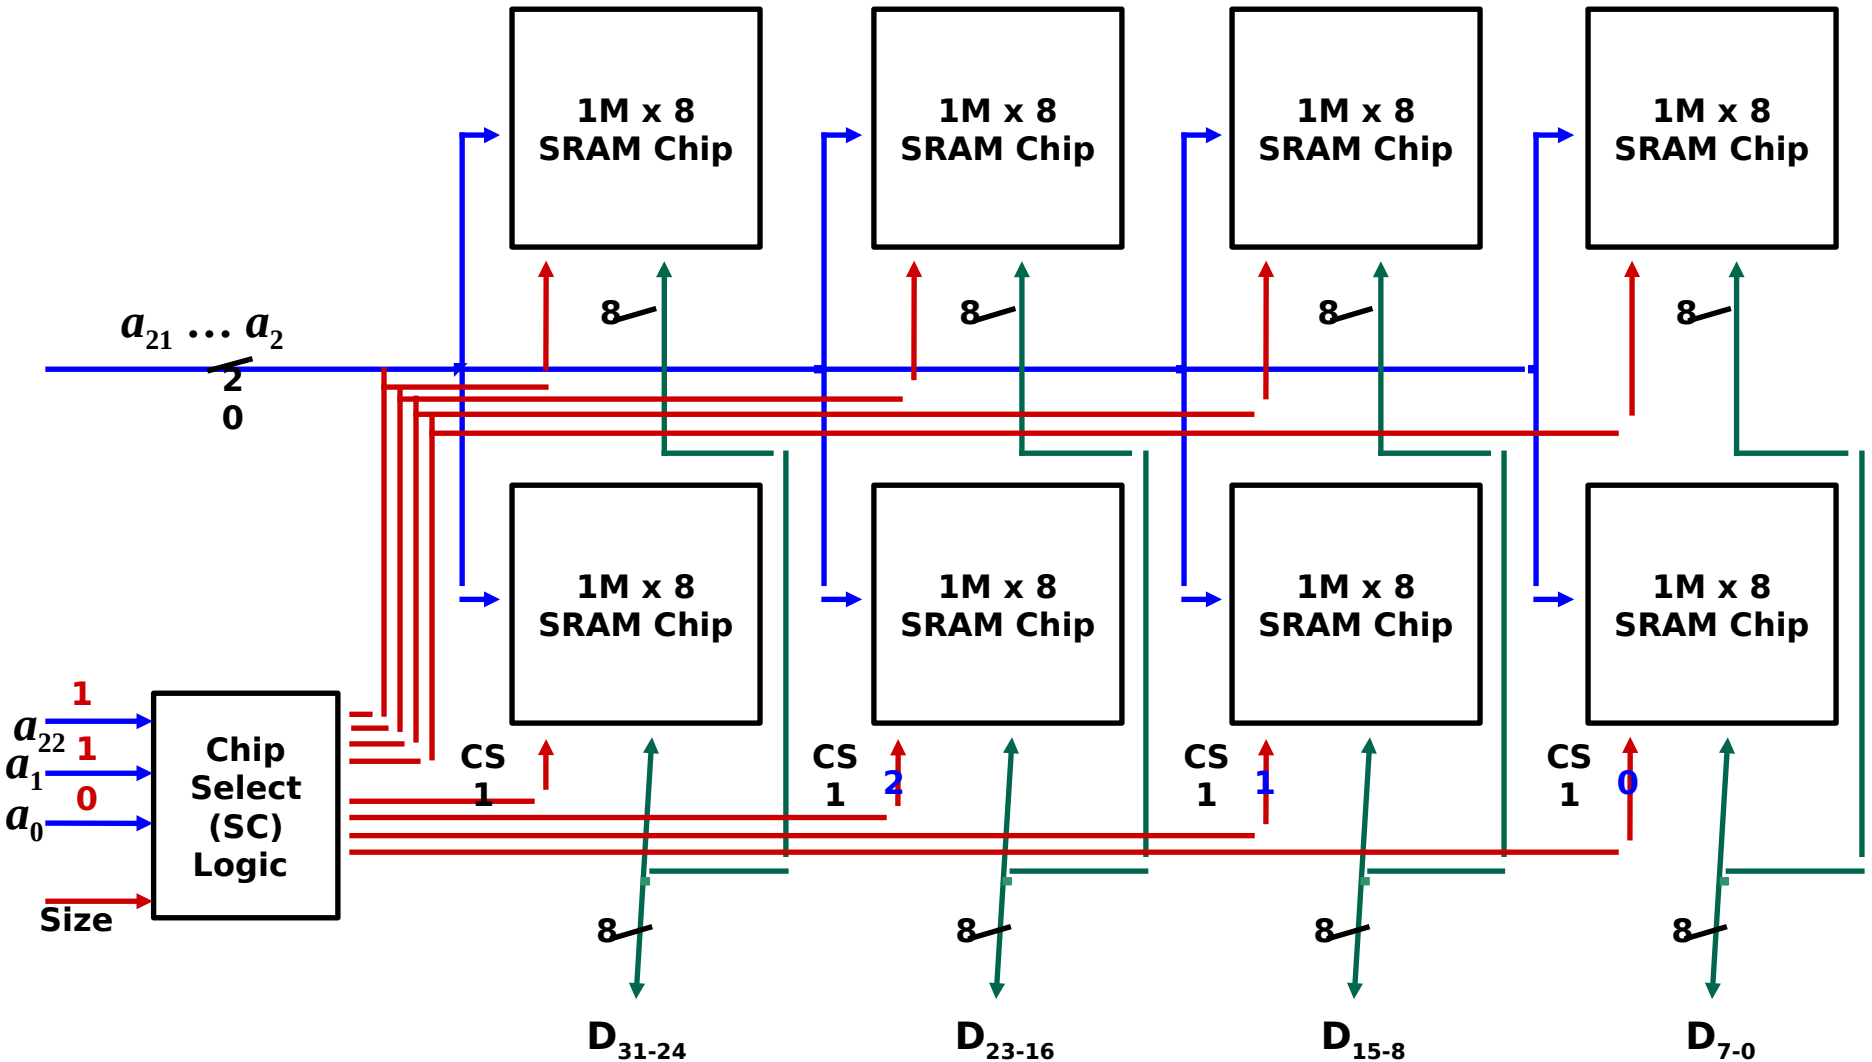 1M x 8
SRAM Chip
1M x 8
SRAM Chip
1M x 8
SRAM Chip
1M x 8
SRAM Chip
8
8
8
8
a21 … a2
2
0
1M x 8
SRAM Chip
1M x 8
SRAM Chip
1M x 8
SRAM Chip
1M x 8
SRAM Chip
1
a22
1
a1
0
a0
Size
Chip
Select
(SC)
Logic
CS
1
CS
1
2
CS
1
1
CS
1
0
8
8
8
8
D31-24
D23-16
D15-8
D7-0